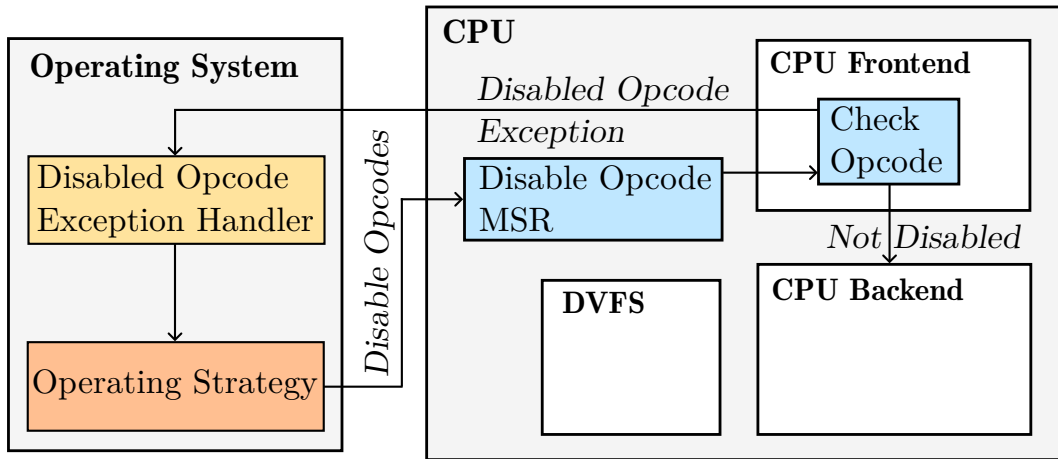 Operating System
Disabled Opcode
Exception Handler
Operating Strategy
Disable Opcodes
CPU
Disabled Opcode
Exception
Disable Opcode
MSR
CPU Frontend
Check
Opcode
Not Disabled
DVFS
CPU Backend